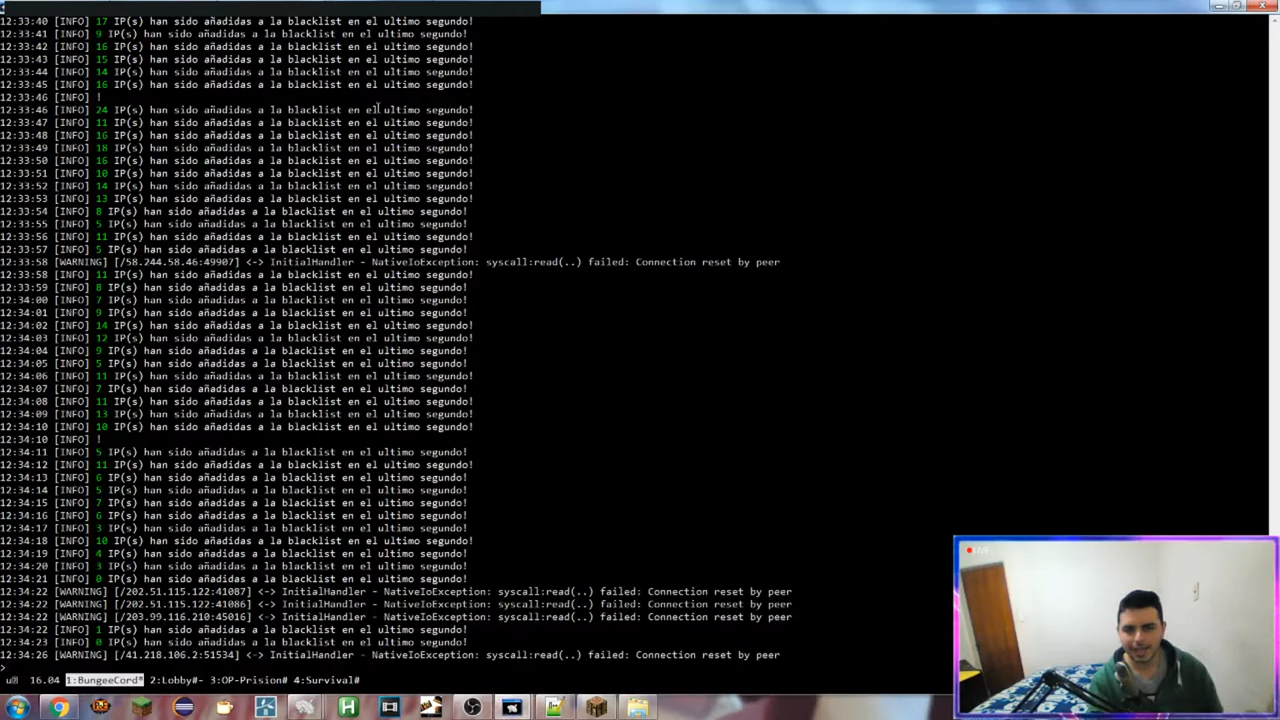 12:33:40 [INFO] 17 IP(s) han sido añadidas a la blacklist en el ultimo segundo!
12:33:41 [INFO] 9 IP(s) han sido añadidas a la blacklist en el ultimo segundo!
12:33:42 [INFO] 16 IP(s) han sido añadidas a la blacklist en el ultimo segundo!
12:33:43 [INFO] 15 IP(s) han sido añadidas a la blacklist en el ultimo segundo!
12:33:44 [INFO] 14 IP(s) han sido añadidas a la blacklist en el ultimo segundo!
12:33:45 [INFO] 16 IP(s) han sido añadidas a la blacklist en el ultimo segundo!
12:33:46 [INFO] !
12:33:46 [INFO] 24 IP(s) han sido añadidas a la blacklist en el ultimo segundo!
12:33:47 [INFO] 11 IP(s) han sido añadidas a la blacklist en el ultimo segundo!
12:33:48 [INFO] 16 IP(s) han sido añadidas a la blacklist en el ultimo segundo!
12:33:49 [INFO] 18 IP(s) han sido añadidas a la blacklist en el ultimo segundo!
12:33:50 [INFO] 16 IP(s) han sido añadidas a la blacklist en el ultimo segundo!
12:33:51 [INFO] 10 IP(s) han sido añadidas a la blacklist en el ultimo segundo!
12:33:52 [INFO] 14 IP(s) han sido añadidas a la blacklist en el ultimo segundo!
12:33:53 [INFO] 13 IP(s) han sido añadidas a la blacklist en el ultimo segundo!
12:33:54 [INFO] 8 IP(s) han sido añadidas a la blacklist en el ultimo segundo!
12:33:55 [INFO] 5 IP(s) han sido añadidas a la blacklist en el ultimo segundo!
12:33:56 [INFO] 11 IP(s) han sido añadidas a la blacklist en el ultimo segundo!
12:33:57 [INFO] 5 IP(s) han sido añadidas a la blacklist en el ultimo segundo!
12:33:58 [WARNING] [/58.244.58.46:49907] <-> InitialHandler - NativeIoException: syscall:read(..) failed: Connection reset by peer
12:33:58 [INFO] 11 IP(s) han sido añadidas a la blacklist en el ultimo segundo!
12:33:59 [INFO] 8 IP(s) han sido añadidas a la blacklist en el ultimo segundo!
12:34:00 [INFO] 7 IP(s) han sido añadidas a la blacklist en el ultimo segundo!
12:34:01 [INFO] 9 IP(s) han sido añadidas a la blacklist en el ultimo segundo!
12:34:02 [INFO] 14 IP(s) han sido añadidas a la blacklist en el ultimo segundo!
12:34:03 [INFO] 12 IP(s) han sido añadidas a la blacklist en el ultimo segundo!
12:34:04 [INFO] 9 IP(s) han sido añadidas a la blacklist en el ultimo segundo!
12:34:05 [INFO] 5 IP(s) han sido añadidas a la blacklist en el ultimo segundo!
12:34:06 [INFO] 11 IP(s) han sido añadidas a la blacklist en el ultimo segundo!
12:34:07 [INFO] 7 IP(s) han sido añadidas a la blacklist en el ultimo segundo!
12:34:08 [INFO] 11 IP(s) han sido añadidas a la blacklist en el ultimo segundo!
12:34:09 [INFO] 13 IP(s) han sido añadidas a la blacklist en el ultimo segundo!
12:34:10 [INFO] 10 IP(s) han sido añadidas a la blacklist en el ultimo segundo!
12:34:10 [INFO] !
12:34:11 [INFO] 5 IP(s) han sido añadidas a la blacklist en el ultimo segundo!
12:34:12 [INFO] 11 IP(s) han sido añadidas a la blacklist en el ultimo segundo!
12:34:13 [INFO] 6 IP(s) han sido añadidas a la blacklist en el ultimo segundo!
12:34:14 [INFO] 5 IP(s) han sido añadidas a la blacklist en el ultimo segundo!
12:34:15 [INFO] 7 IP(s) han sido añadidas a la blacklist en el ultimo segundo!
12:34:16 [INFO] 6 IP(s) han sido añadidas a la blacklist en el ultimo segundo!
12:34:17 [INFO] 3 IP(s) han sido añadidas a la blacklist en el ultimo segundo!
12:34:18 [INFO] 10 IP(s) han sido añadidas a la blacklist en el ultimo segundo!
12:34:19 [INFO] 4 IP(s) han sido añadidas a la blacklist en el ultimo segundo!
12:34:20 [INFO] 3 IP(s) han sido añadidas a la blacklist en el ultimo segundo!
12:34:21 [INFO] 0 IP(s) han sido añadidas a la blacklist en el ultimo segundo!
12:34:22 [WARNING] [/202.51.115.122:41087] <-> InitialHandler - NativeIoException: syscall:read(..) failed: Connection reset by peer
12:34:22 [WARNING] [/202.51.115.122:41086] <-> InitialHandler - NativeIoException: syscall:read(..) failed: Connection reset by peer
12:34:22 [WARNING] [/203.99.116.210:45016] <-> InitialHandler - NativeIoException: syscall:read(..) failed: Connection reset by peer
12:34:22 [INFO] 1 IP(s) han sido añadidas a la blacklist en el ultimo segundo!
12:34:23 [INFO] 0 IP(s) han sido añadidas a la blacklist en el ultimo segundo!
12:34:26 [WARNING] [/41.218.106.2:51534] <-> InitialHandler - NativeIoException: syscall:read(..) failed: Connection reset by peer
>
16.04 1:BungeeCord* 2:Lobby#- 3:OP-Prision# 4:Survival#
LIVE